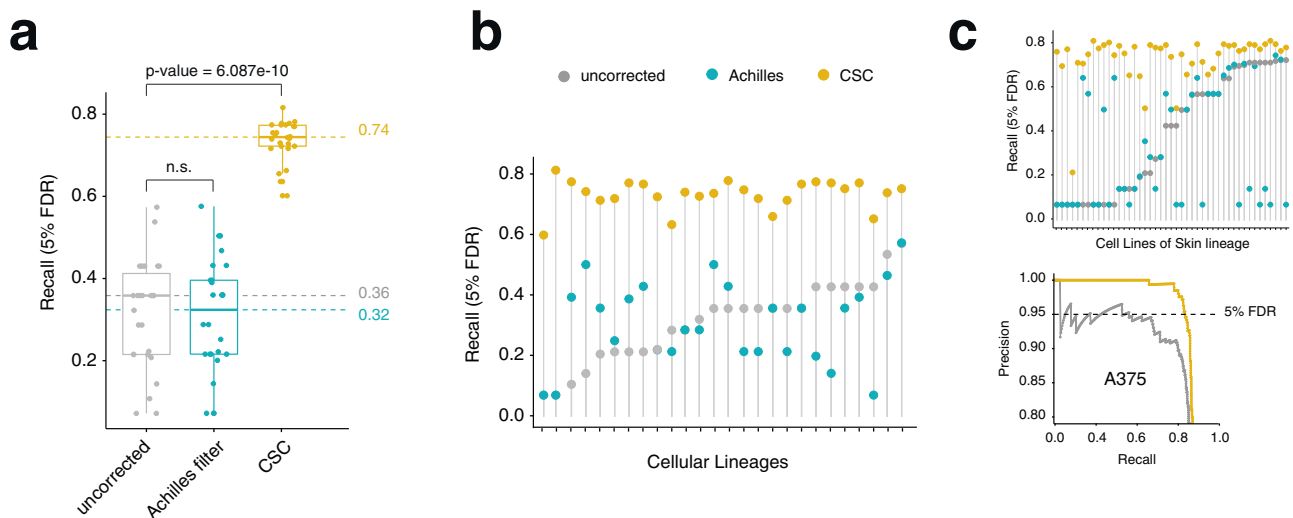 a
p-value = 6.087e-10
n.s.
Recall (5% FDR)
0.8
0.6
0.4
0.2
0.74
0.36
0.32
uncorrected
Achilles filter
CSC
b
uncorrected
Achilles
CSC
Recall (5% FDR)
0.8
0.6
0.4
0.2
0.0
Cellular Lineages
c
Recall (5% FDR)
0.8
0.6
0.4
0.2
0.0
Cell Lines of Skin lineage
Precision
1.00
0.95
0.90
0.85
0.80
5% FDR
A375
0.0 0.4 0.6 0.8 1.0
Recall